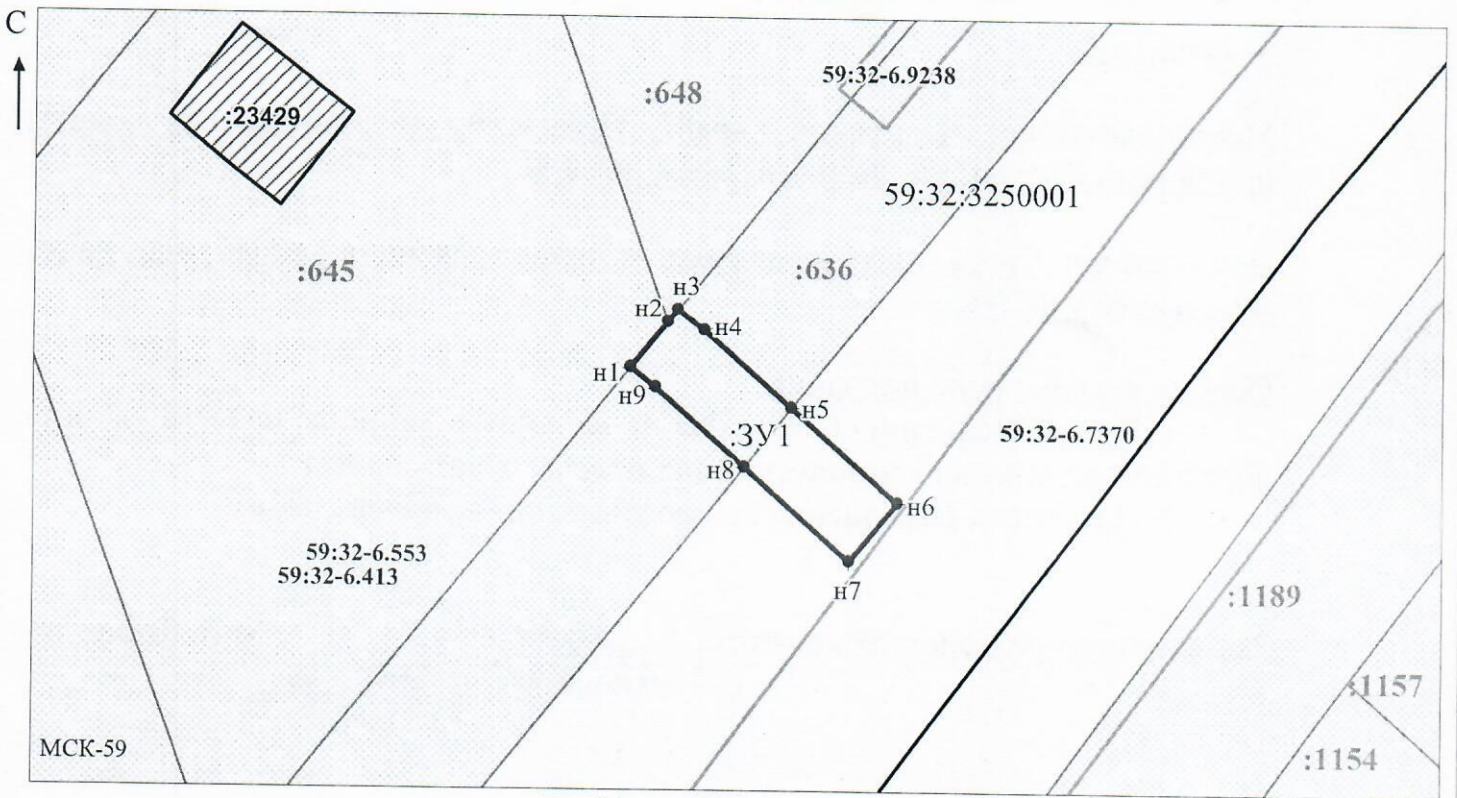 С
59:32-6.9238
:648
:23429
59:32:3250001
:645
:636
н3
н2
н4
н1
н9
н5
:ЗУ1
59:32-6.7370
н8
н6
59:32-6.553
н7
59:32-6.413
:1189
:1157
МСК-59
:1154